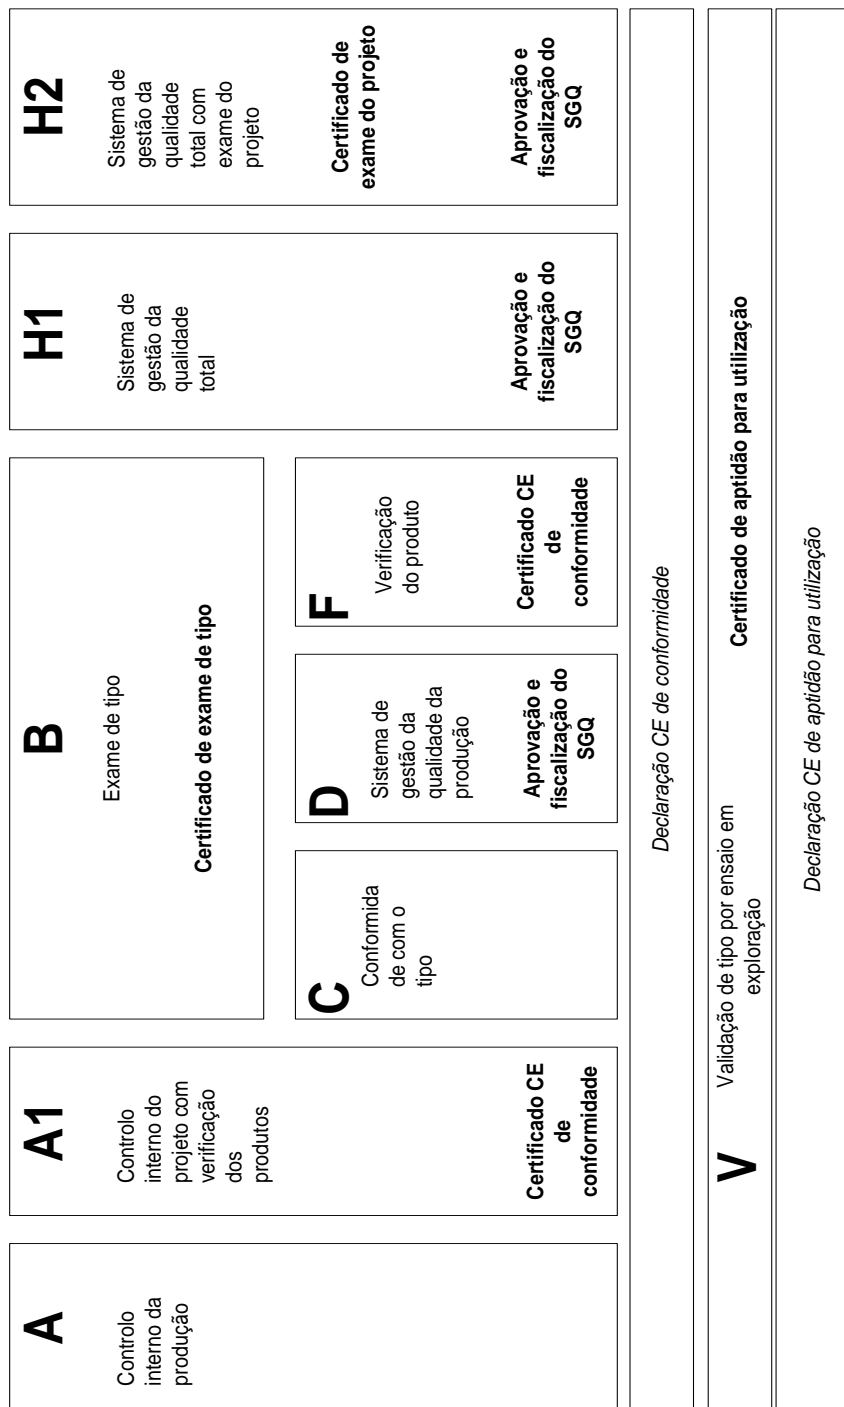 A
Controlo
interno da
produção
A1
Controlo
interno do
projeto com
verificação
dos
produtos
Certificado CE
de
conformidade
B
Exame de tipo
Certificado de exame de tipo
C
Conformida
de com o
tipo
D
Sistema de
gestão da
qualidade da
produção
Aprovação e
fiscalização do
SGQ
F
Verificação
do produto
Certificado CE
de
conformidade
H1
Sistema de
gestão da
qualidade
total
Aprovação e
fiscalização do
SGQ
H2
Sistema de
gestão da
qualidade
total com
exame do
projeto
Certificado de
exame do projeto
Aprovação e
fiscalização do
SGQ
Declaração CE de conformidade
V
Validação de tipo por ensaio em
exploração
Certificado de aptidão para utilização
Declaração CE de aptidão para utilização